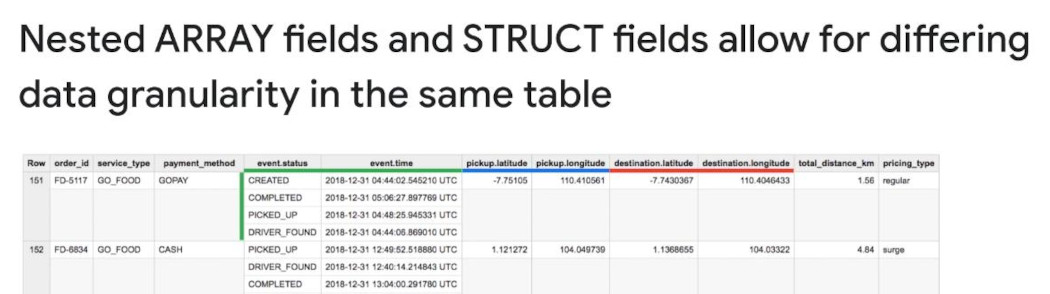 Nested ARRAY fields and STRUCT fields allow for differing
data granularity in the same table
Row order_id service_type payment_method event.status event.time pickup.latitude pickup.longitude destination.latitude destination.longitude total_distance_km pricing_type
151 FD-5117 GO_FOOD GOPAY CREATED 2018-12-31 04:44:02.545210 UTC -7.75105 110.410561 -7.7430367 110.4046433 1.56 regular
COMPLETED 2018-12-31 05:06:27.897769 UTC
PICKED_UP 2018-12-31 04:48:25.945331 UTC
DRIVER_FOUND 2018-12-31 04:44:06.869010 UTC
152 FD-6834 GO_FOOD CASH PICKED_UP 2018-12-31 12:49:52.518880 UTC 1.121272 104.049739 1.1368655 104.03322 4.84 surge
DRIVER_FOUND 2018-12-31 12:40:14.214843 UTC
COMPLETED 2018-12-31 13:04:00.291780 UTC